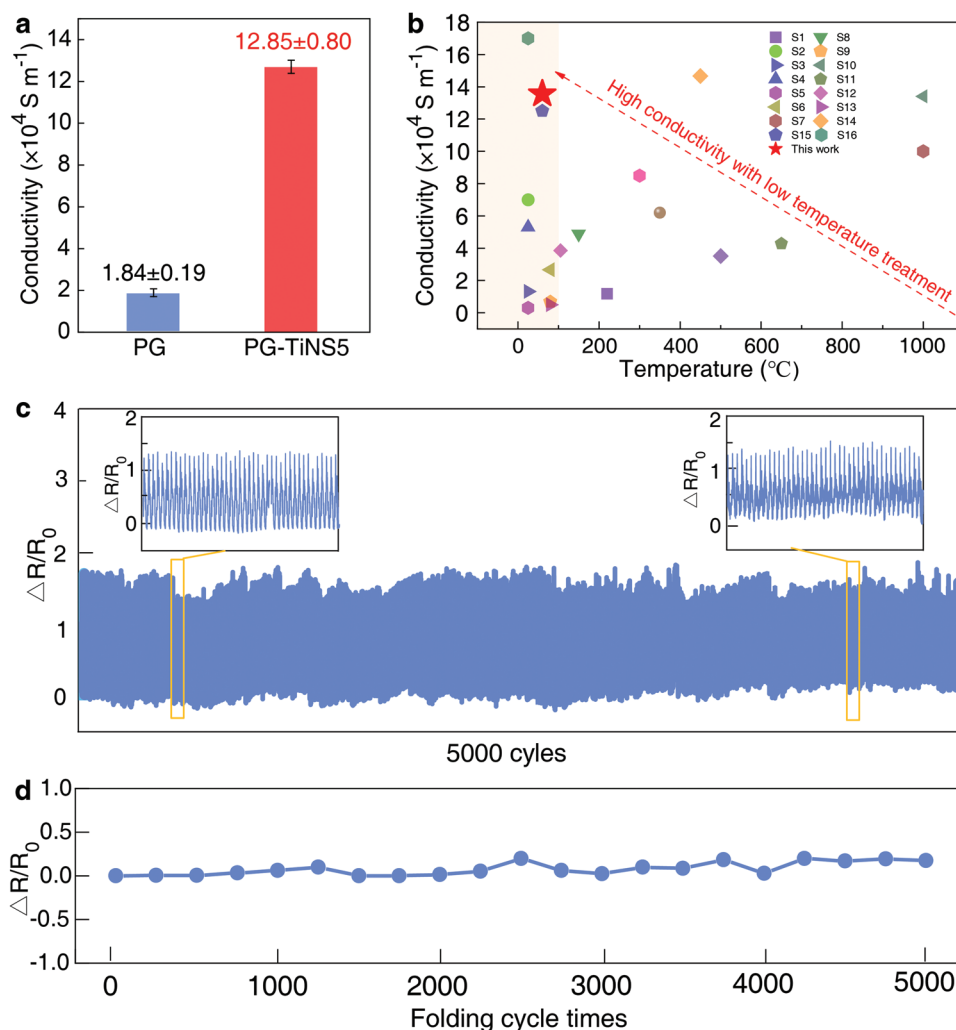 a
Conductivity (×10⁴ S m⁻¹)
14
12
10
8
6
4
2
0
12.85±0.80
1.84±0.19
PG
PG-TiNS5
b
Conductivity (×10⁴ S m⁻¹)
18
16
14
12
10
8
6
4
2
0
S1
S8
S2
S9
S3
S10
S4
S11
S5
S12
S6
S13
S7
S14
S15
S16
This work
High conductivity with low temperature treatment
0
200
400
600
800
1000
Temperature (℃)
c
△R/R₀
4
3
2
1
0
△R/R₀
2
1
0
△R/R₀
2
1
0
5000 cyles
d
△R/R₀
1.0
0.5
0.0
-0.5
-1.0
0
1000
2000
3000
4000
5000
Folding cycle times